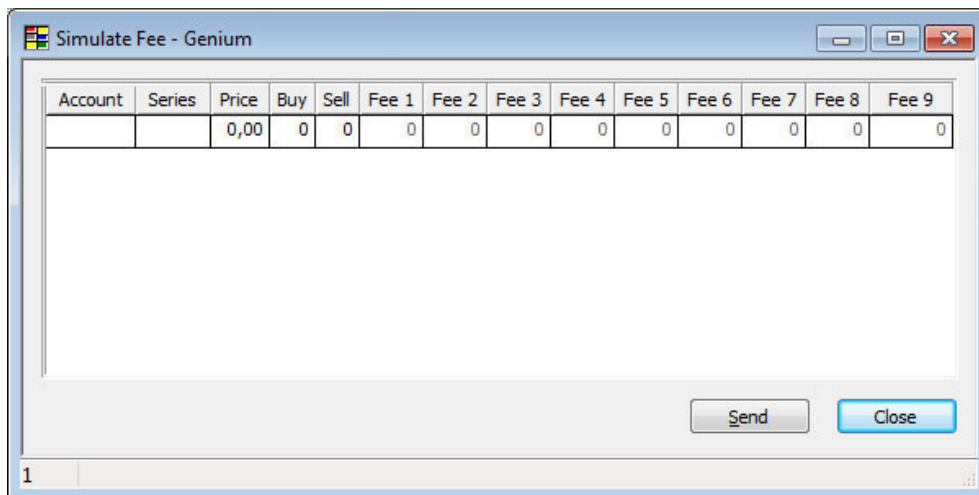 Simulate Fee - Genium
Account Series Price Buy Sell Fee 1 Fee 2 Fee 3 Fee 4 Fee 5 Fee 6 Fee 7 Fee 8 Fee 9
0,00 0 0 0 0 0 0 0 0 0 0 0
Send Close
1